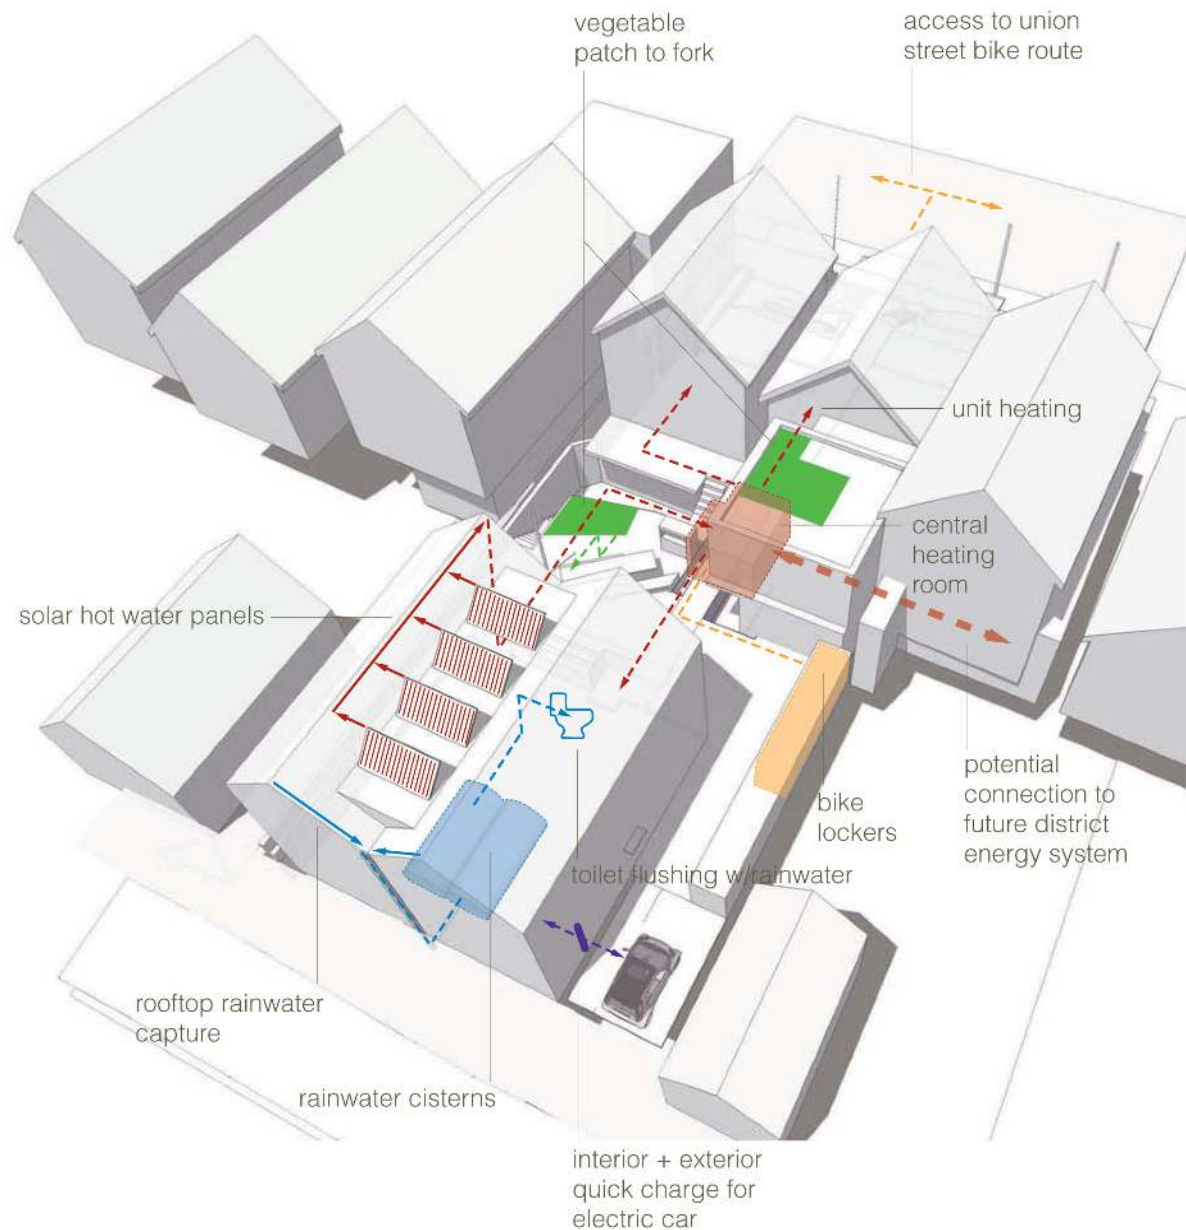 vegetable
patch to fork
access to union
street bike route
unit heating
central
heating
room
solar hot water panels
potential
connection to
future district
energy system
bike
lockers
toilet flushing w/rainwater
rooftop rainwater
capture
rainwater cisterns
interior + exterior
quick charge for
electric car